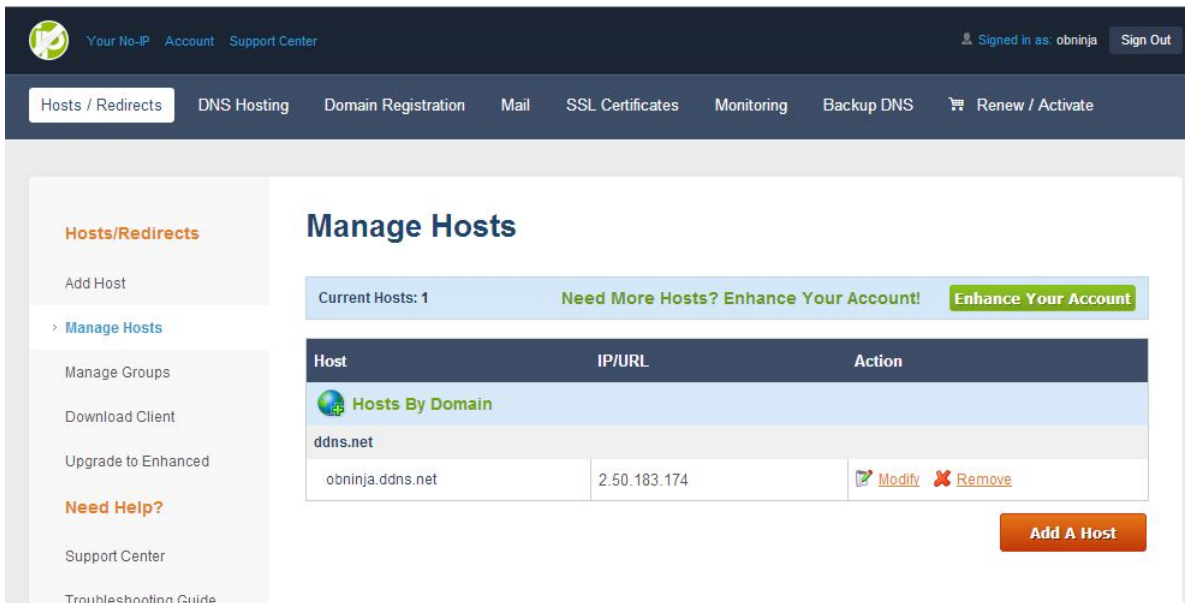 Your No-IP Account Support Center
Signed in as: obninja Sign Out
Hosts / Redirects DNS Hosting Domain Registration Mail SSL Certificates Monitoring Backup DNS Renew / Activate
Hosts/Redirects
Add Host
Manage Hosts
Manage Groups
Download Client
Upgrade to Enhanced
Need Help?
Support Center
Troubleshooting Guide
Manage Hosts
Current Hosts: 1 Need More Hosts? Enhance Your Account! Enhance Your Account
Host IP/URL Action
Hosts By Domain
ddns.net
obninja.ddns.net 2.50.183.174 Modify Remove
Add A Host